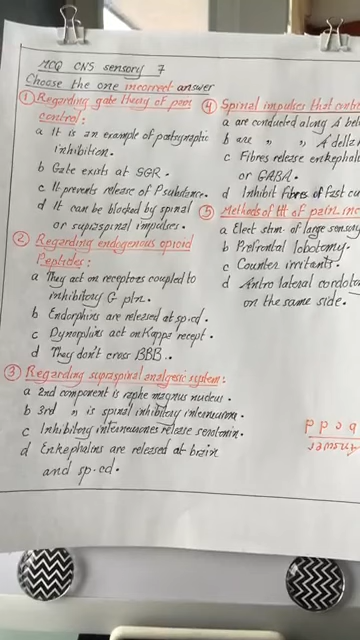 MCQ CNS sensory 7
Choose the one incorrect answer
① Regarding gate theory of pain
control:
a It is an example of postsynaptic
inhibition.
b Gate exists at SGR.
c It prevents release of P substance.
d It can be blocked by spinal
or supraspinal impulses.
② Regarding endogenous opioid
Peptides:
a They act on receptors coupled to
inhibitory G ptn.
b Endorphins are released at sp.cd.
c Dynorphins act on Kappa recept.
d They don't cross BBB.
③ Regarding supraspinal analgesic system:
a 2nd component is raphe magnus nucleus.
b 3rd " is spinal inhibitory interneuron.
c Inhibitory interneurones release serotonin.
d Enkephalins are released at brain
and sp.cd.
④ Spinal impulses that
a are conducted along A
b are " " A delta
c Fibres release enkephal
or GABA.
d Inhibit fibres of fast
⑤ Methods of ttt of pain
a Elect stim. of large sensory
b Prefrontal lobotomy.
c Counter irritants.
d Antro lateral
on the same side.
b c c d d
Answer